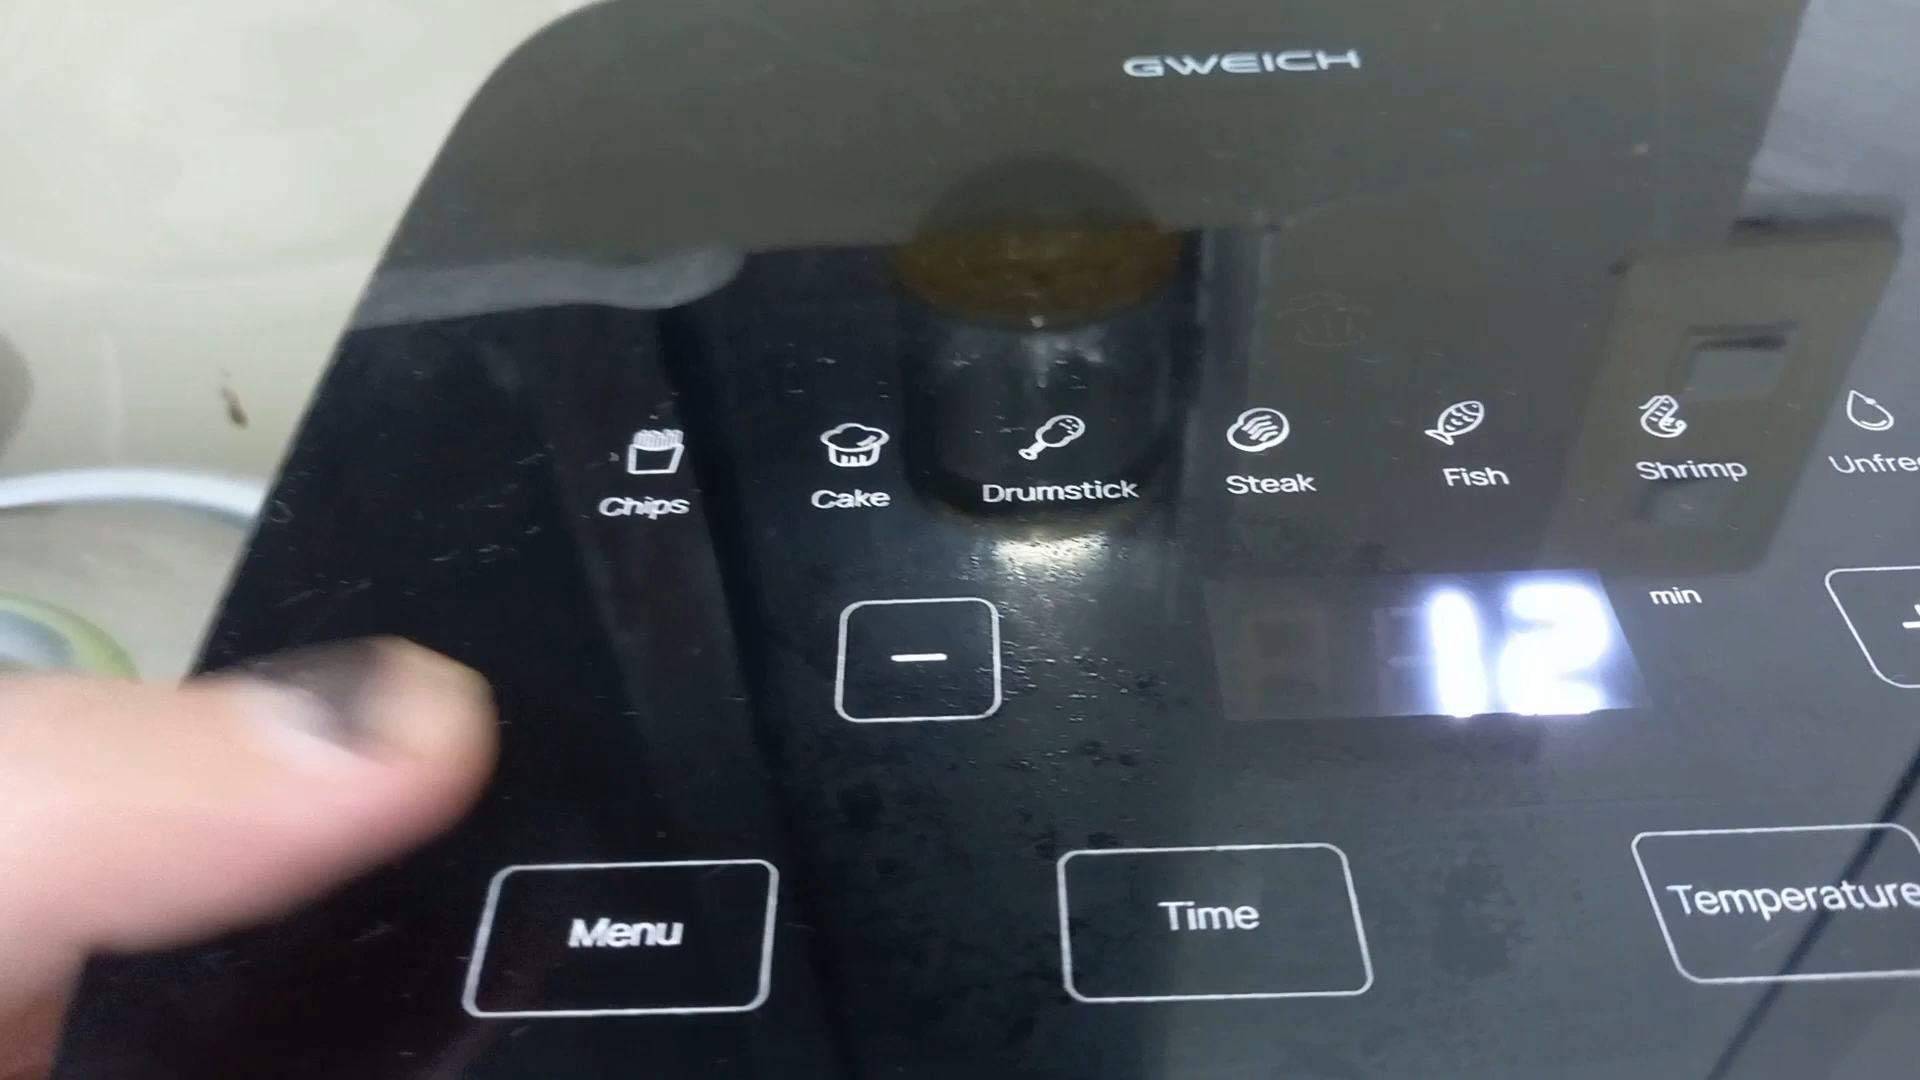 GWEICH
Chips Cake Drumstick Steak Fish Shrimp
− 12 min
Menu Time Temperature